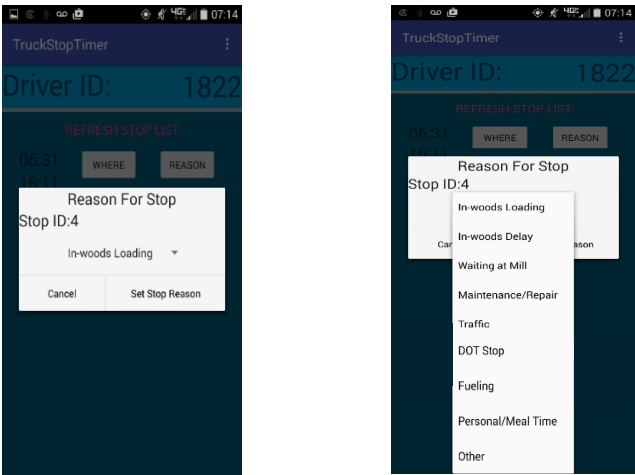 4G 07:14
TruckStopTimer
Driver ID: 1822
REFRESH STOP LIST
06:31 WHERE REASON
16:11
Reason For Stop
Stop ID:4
In-woods Loading
Cancel Set Stop Reason
07:14
TruckStopTimer
Driver ID: 1822
REFRESH STOP LIST
06:31 WHERE REASON
16:11
Reason For Stop
Stop ID:4
In-woods Loading
In-woods Delay
Waiting at Mill
Maintenance/Repair
Traffic
DOT Stop
Fueling
Personal/Meal Time
Other